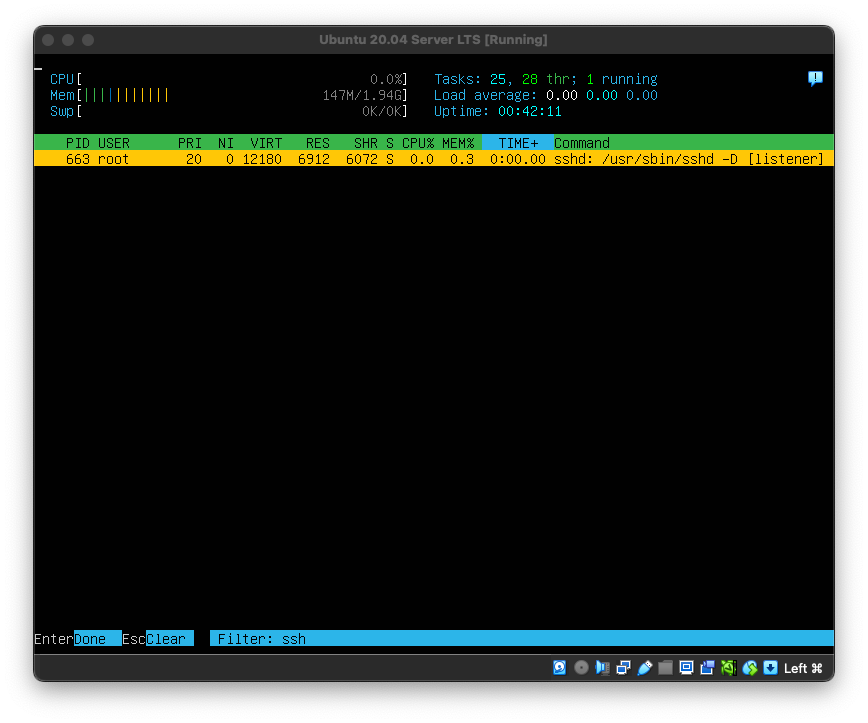 Ubuntu 20.04 Server LTS [Running]
CPU[ 0.0%] Tasks: 25, 28 thr; 1 running
Mem[||||||||||| 147M/1.94G] Load average: 0.00 0.00 0.00
Swp[ 0K/0K] Uptime: 00:42:11
PID USER PRI NI VIRT RES SHR S CPU% MEM% TIME+ Command
663 root 20 0 12180 6912 6072 S 0.0 0.3 0:00.00 sshd: /usr/sbin/sshd -D [listener]
EnterDone EscClear Filter: ssh
Left ⌘